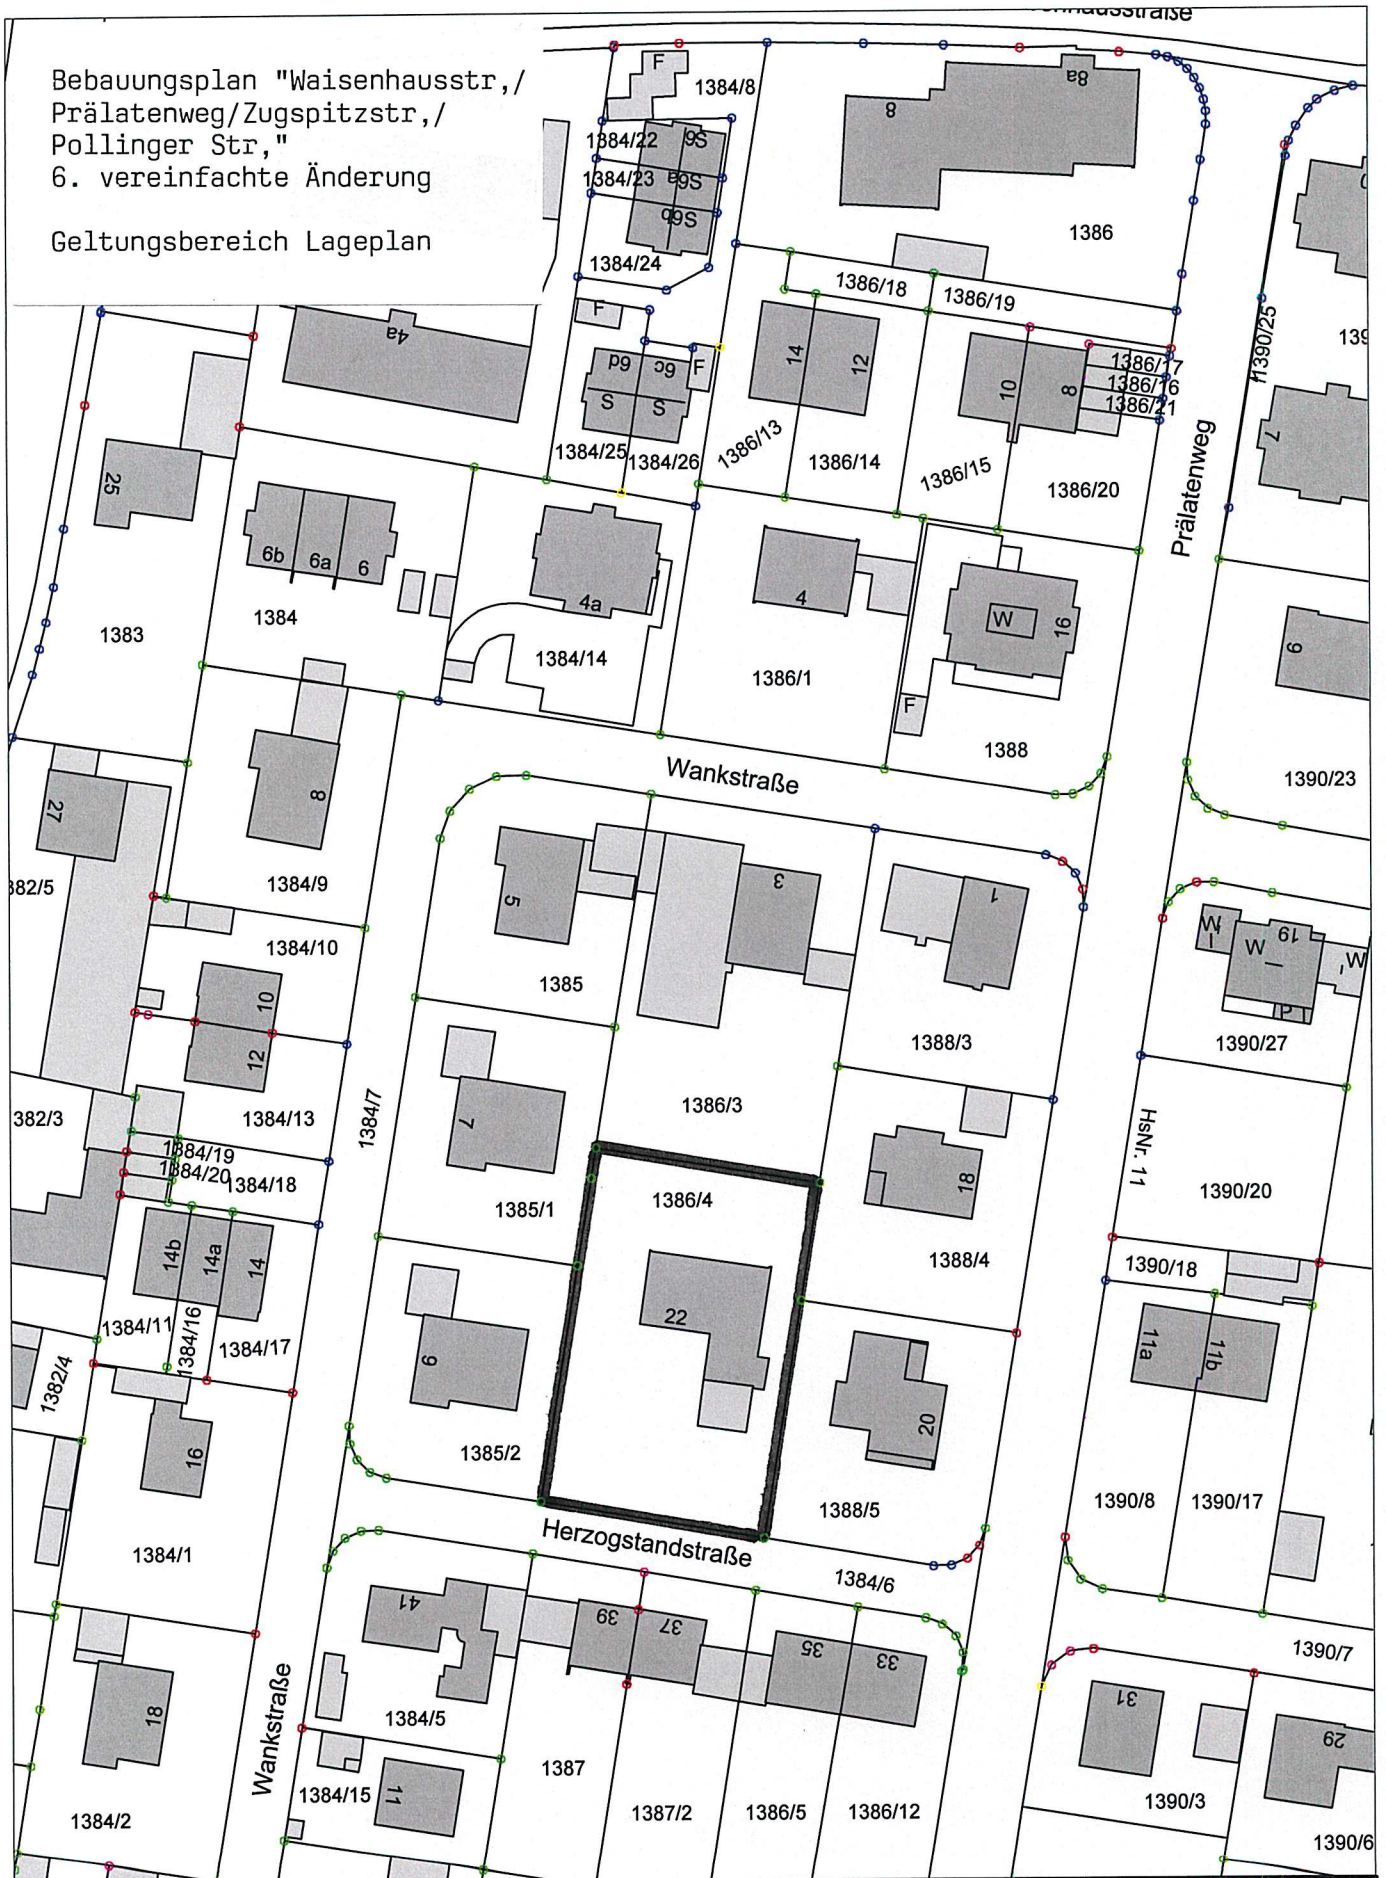 Bebauungsplan "Waisenhausstr,/
Prälatenweg/Zugspitzstr,/
Pollinger Str,"
6. vereinfachte Änderung
Geltungsbereich Lageplan
F
1384/8
8
8a
1384/22
S6
1384/23
S6a
S6b
1384/24
1386
1386/18
1386/19
1390/25
F
4a
6d
6c
F
S
S
14
12
10
8
1386/17
1386/16
1386/21
7
1384/25
1384/26
1386/13
1386/14
1386/15
1386/20
Prälatenweg
25
6b
6a
6
4a
4
W
16
9
1383
1384
1384/14
1386/1
F
1388
1390/23
Wankstraße
27
8
5
3
1
1384/9
1384/10
W
W
19
W
1385
10
12
1388/3
1390/27
1384/7
1386/3
7
1384/13
HsNr. 11
1384/19
1384/20
1384/18
18
1385/1
1386/4
1390/20
14b
14a
14
1388/4
1390/18
22
1384/11
1384/16
1384/17
9
11a
11b
1382/4
16
20
1385/2
1388/5
1390/8
1390/17
Herzogstandstraße
1384/1
1384/6
41
39
37
35
33
1390/7
Wankstraße
18
1384/5
31
29
1384/15
11
1387
1387/2
1386/5
1386/12
1390/3
1384/2
1390/6